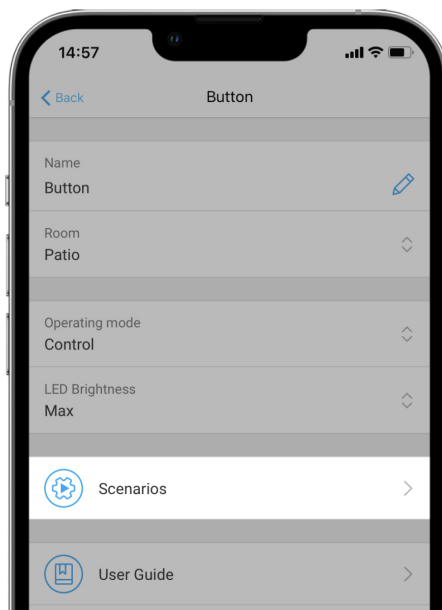 14:57
Back
Button
Name
Button
Room
Patio
Operating mode
Control
LED Brightness
Max
Scenarios
User Guide